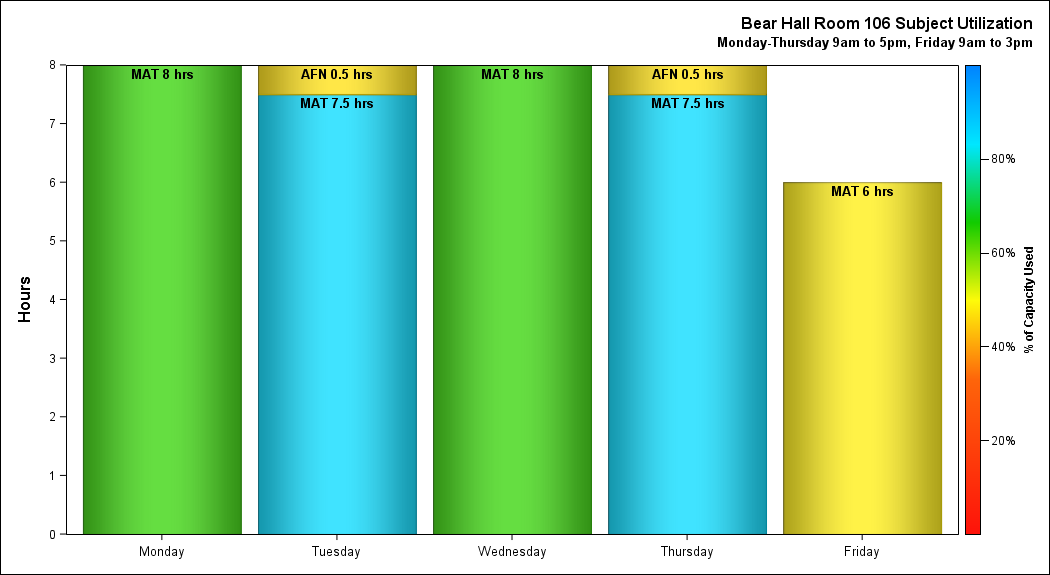 Bear Hall Room 106 Subject Utilization
Monday-Thursday 9am to 5pm, Friday 9am to 3pm
8
7
6
5
4
3
2
1
0
Hours
MAT 8 hrs
AFN 0.5 hrs
MAT 7.5 hrs
MAT 8 hrs
AFN 0.5 hrs
MAT 7.5 hrs
MAT 6 hrs
Monday
Tuesday
Wednesday
Thursday
Friday
80%
60%
40%
20%
% of Capacity Used